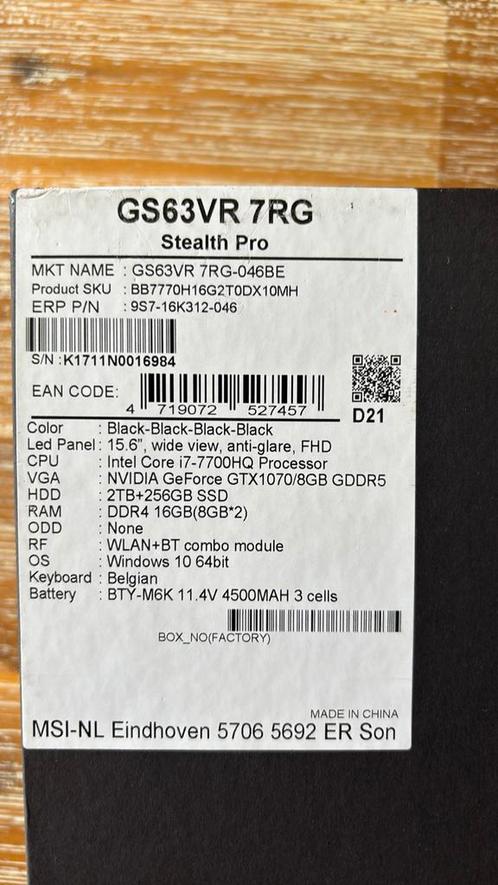 GS63VR 7RG
Stealth Pro
MKT NAME : GS63VR 7RG-046BE
Product SKU : BB7770H16G2T0DX10MH
ERP P/N : 9S7-16K312-046
S/N :K1711N0016984
EAN CODE:
4 719072 527457
D21
Color : Black-Black-Black-Black
Led Panel : 15.6", wide view, anti-glare, FHD
CPU : Intel Core i7-7700HQ Processor
VGA : NVIDIA GeForce GTX1070/8GB GDDR5
HDD : 2TB+256GB SSD
RAM : DDR4 16GB(8GB*2)
ODD : None
RF : WLAN+BT combo module
OS : Windows 10 64bit
Keyboard : Belgian
Battery : BTY-M6K 11.4V 4500MAH 3 cells
BOX_NO(FACTORY)
MADE IN CHINA
MSI-NL Eindhoven 5706 5692 ER Son